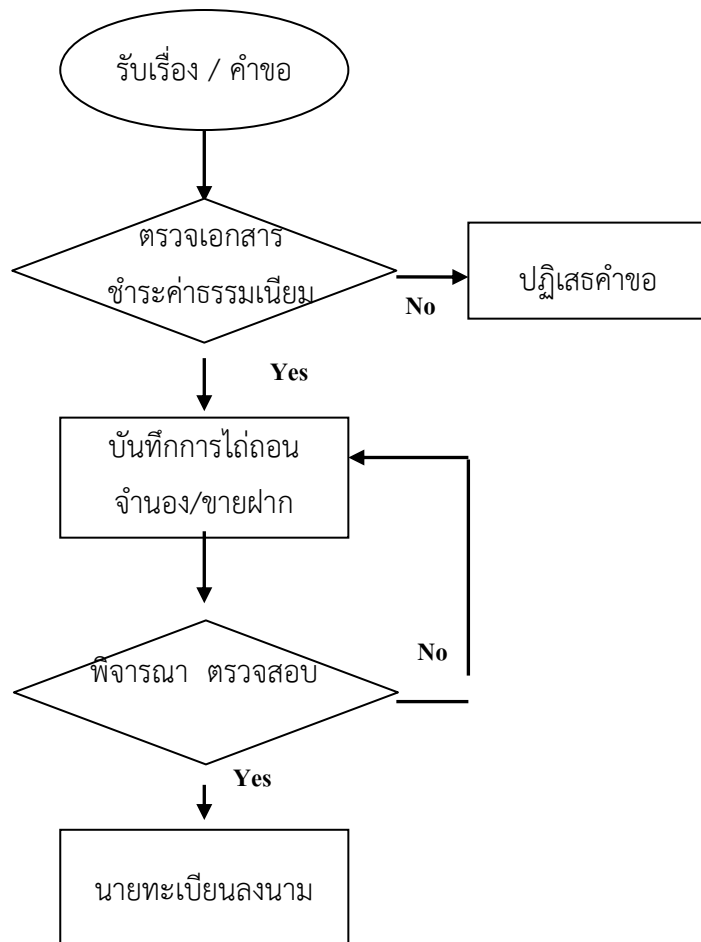 รับเรื่อง / คำขอ
ตรวจเอกสาร
ชำระค่าธรรมเนียม
No
ปฏิเสธคำขอ
Yes
บันทึกการไถ่ถอน
จำนอง/ขายฝาก
พิจารณา ตรวจสอบ
No
Yes
นายทะเบียนลงนาม